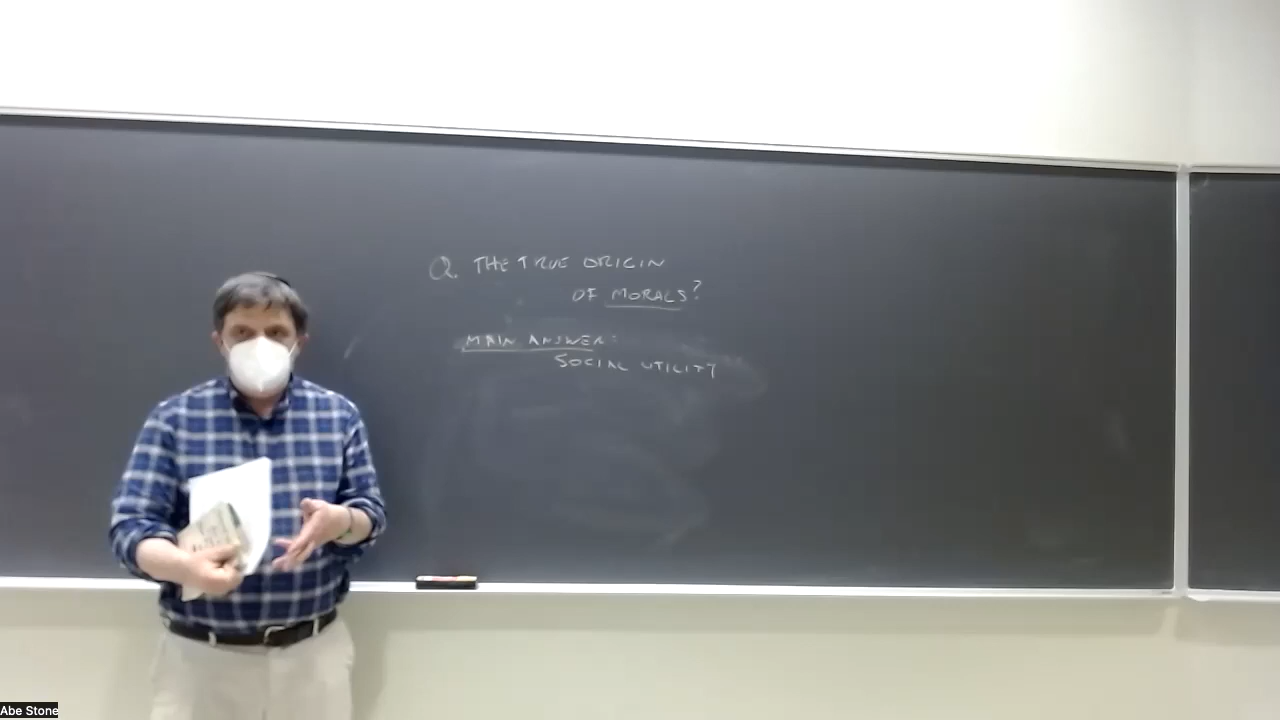 Q. THE TRUE ORIGIN
OF MORALS?
MAIN ANSWER:
SOCIAL UTILITY
Abe Stone